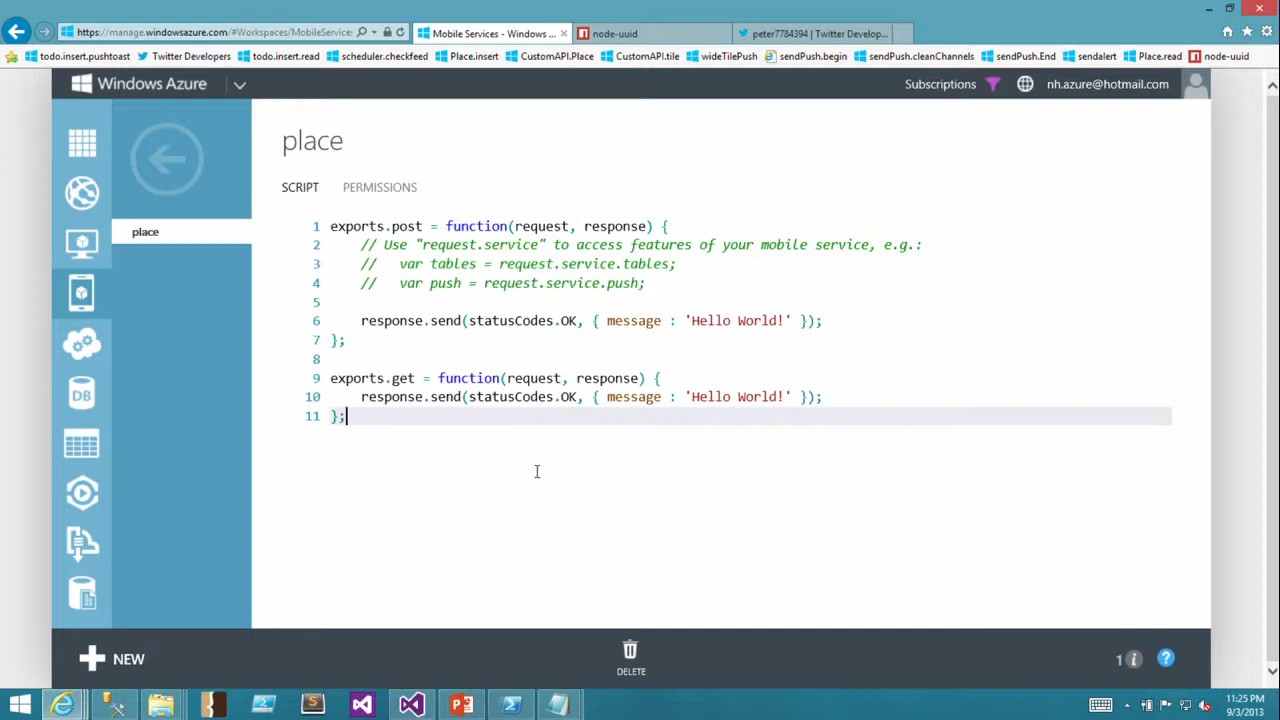 https://manage.windowsazure.com/#Workspaces/MobileService:
Mobile Services - Windows ...
node-uuid
peter7784394 | Twitter Develop...
todo.insert.pushtoast
Twitter Developers
todo.insert.read
scheduler.checkfeed
Place.insert
CustomAPI.Place
CustomAPI.tile
wideTilePush
sendPush.begin
sendPush.cleanChannels
sendPush.End
sendalert
Place.read
node-uuid
Windows Azure
Subscriptions
nh.azure@hotmail.com
place
SCRIPT
PERMISSIONS
place
1 exports.post = function(request, response) {
2 // Use "request.service" to access features of your mobile service, e.g.:
3 //   var tables = request.service.tables;
4 //   var push = request.service.push;
5
6 response.send(statusCodes.OK, { message : 'Hello World!' });
7 };
8
9 exports.get = function(request, response) {
10 response.send(statusCodes.OK, { message : 'Hello World!' });
11 };
DB
NEW
DELETE
1 i
?
11:25 PM
9/3/2013